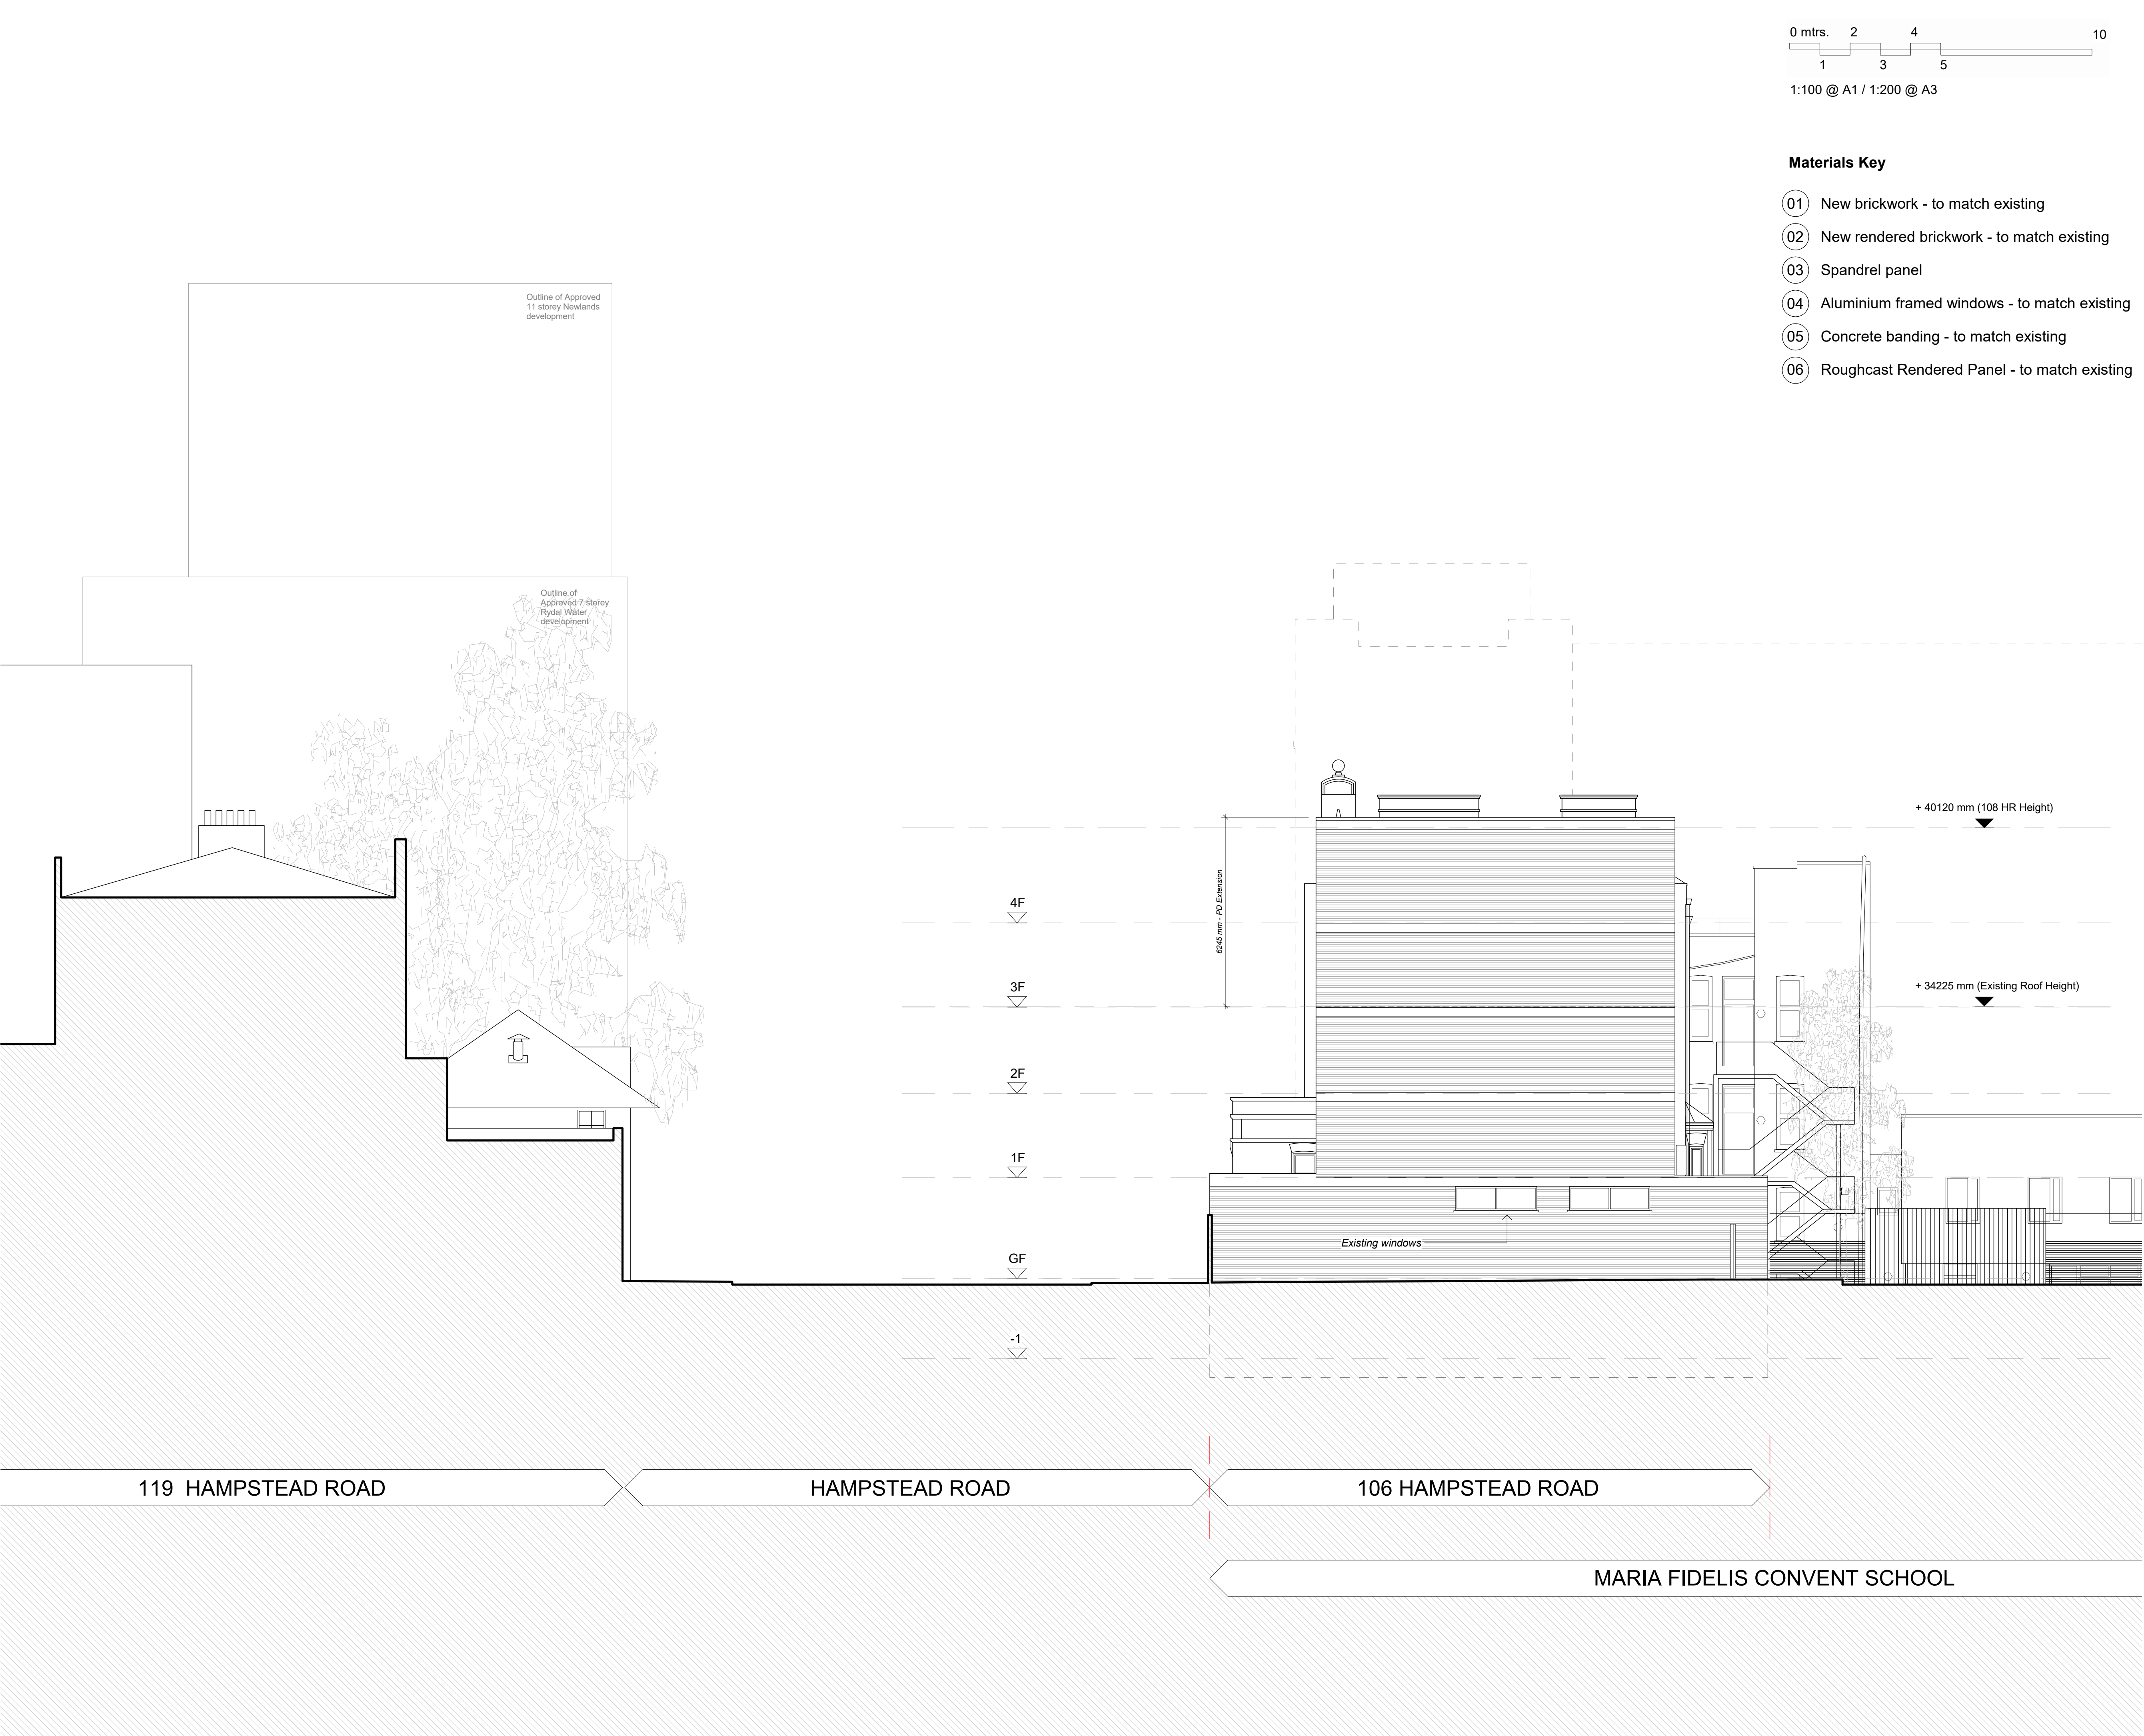 0 mtrs. 2 4 10
1 3 5
1:100 @ A1 / 1:200 @ A3
Materials Key
01 New brickwork - to match existing
02 New rendered brickwork - to match existing
03 Spandrel panel
04 Aluminium framed windows - to match existing
05 Concrete banding - to match existing
06 Roughcast Rendered Panel - to match existing
Outline of Approved
11 storey Newlands
development
Outline of
Approved 7 storey
Rydal Water
development
+ 40120 mm (108 HR Height)
6245 mm - PD Extension
4F
3F
+ 34225 mm (Existing Roof Height)
2F
1F
Existing windows
GF
-1
119 HAMPSTEAD ROAD
HAMPSTEAD ROAD
106 HAMPSTEAD ROAD
MARIA FIDELIS CONVENT SCHOOL